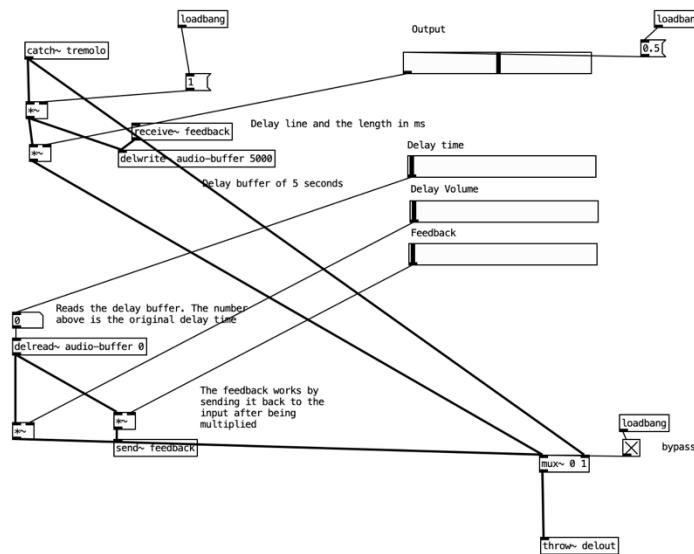 loadbang
loadban
Output
catch~ tremolo
0.5
1
*~
receive~ feedback
Delay line and the length in ms
*~
delwrite~ audio-buffer 5000
Delay time
Delay buffer of 5 seconds
Delay Volume
Feedback
Reads the delay buffer. The number
above is the original delay time
0
delread~ audio-buffer 0
The feedback works by
sending it back to the
input after being
multiplied
*~
*~
send~ feedback
loadbang
bypass
mux~ 0 1
throw~ delout